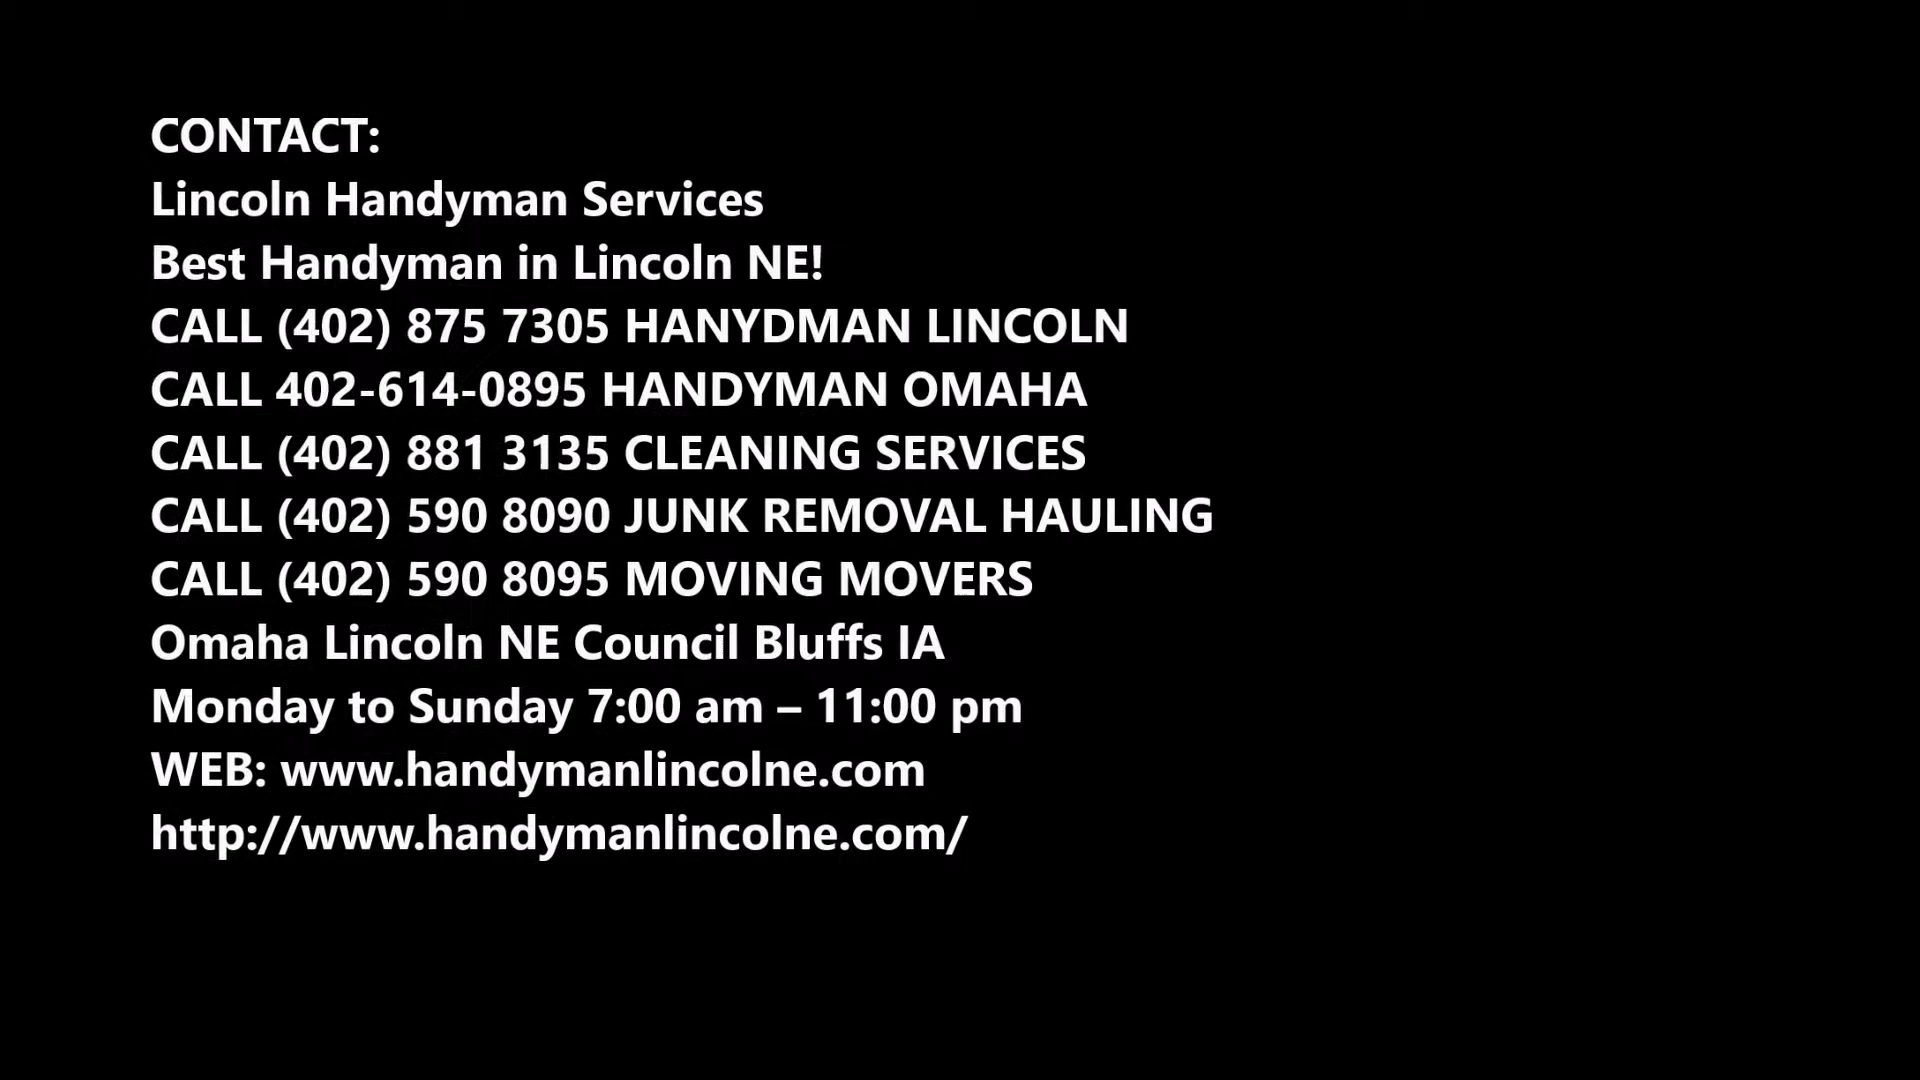 CONTACT:
Lincoln Handyman Services
Best Handyman in Lincoln NE!
CALL (402) 875 7305 HANYDMAN LINCOLN
CALL 402-614-0895 HANDYMAN OMAHA
CALL (402) 881 3135 CLEANING SERVICES
CALL (402) 590 8090 JUNK REMOVAL HAULING
CALL (402) 590 8095 MOVING MOVERS
Omaha Lincoln NE Council Bluffs IA
Monday to Sunday 7:00 am – 11:00 pm
WEB: www.handymanlincolne.com
http://www.handymanlincolne.com/